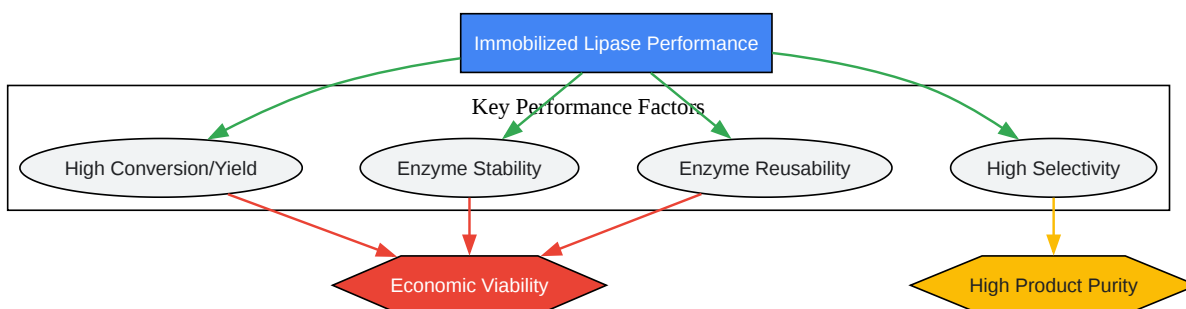 Immobilized Lipase Performance
Key Performance Factors
High Conversion/Yield
Enzyme Stability
Enzyme Reusability
High Selectivity
Economic Viability
High Product Purity